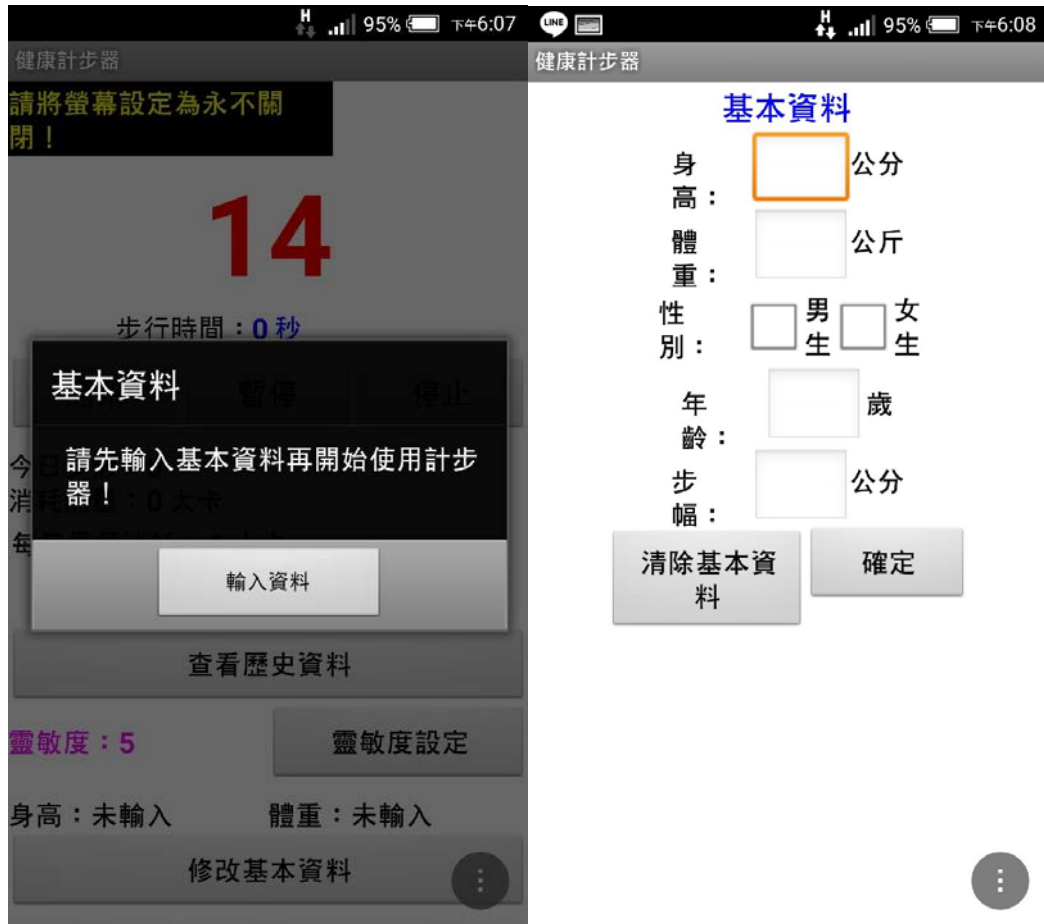 H 95% 下午6:07
健康計步器
請將螢幕設定為永不關
閉！
14
步行時間：0 秒
暫停 停止
今
消 ：0 大卡
每
基本資料
請先輸入基本資料再開始使用計步
器！
輸入資料
查看歷史資料
靈敏度：5 靈敏度設定
身高：未輸入 體重：未輸入
修改基本資料
LINE H 95% 下午6:08
健康計步器
基本資料
身
高： 公分
體
重： 公斤
性
別： 男
生 女
生
年
齡： 歲
步
幅： 公分
清除基本資
料
確定